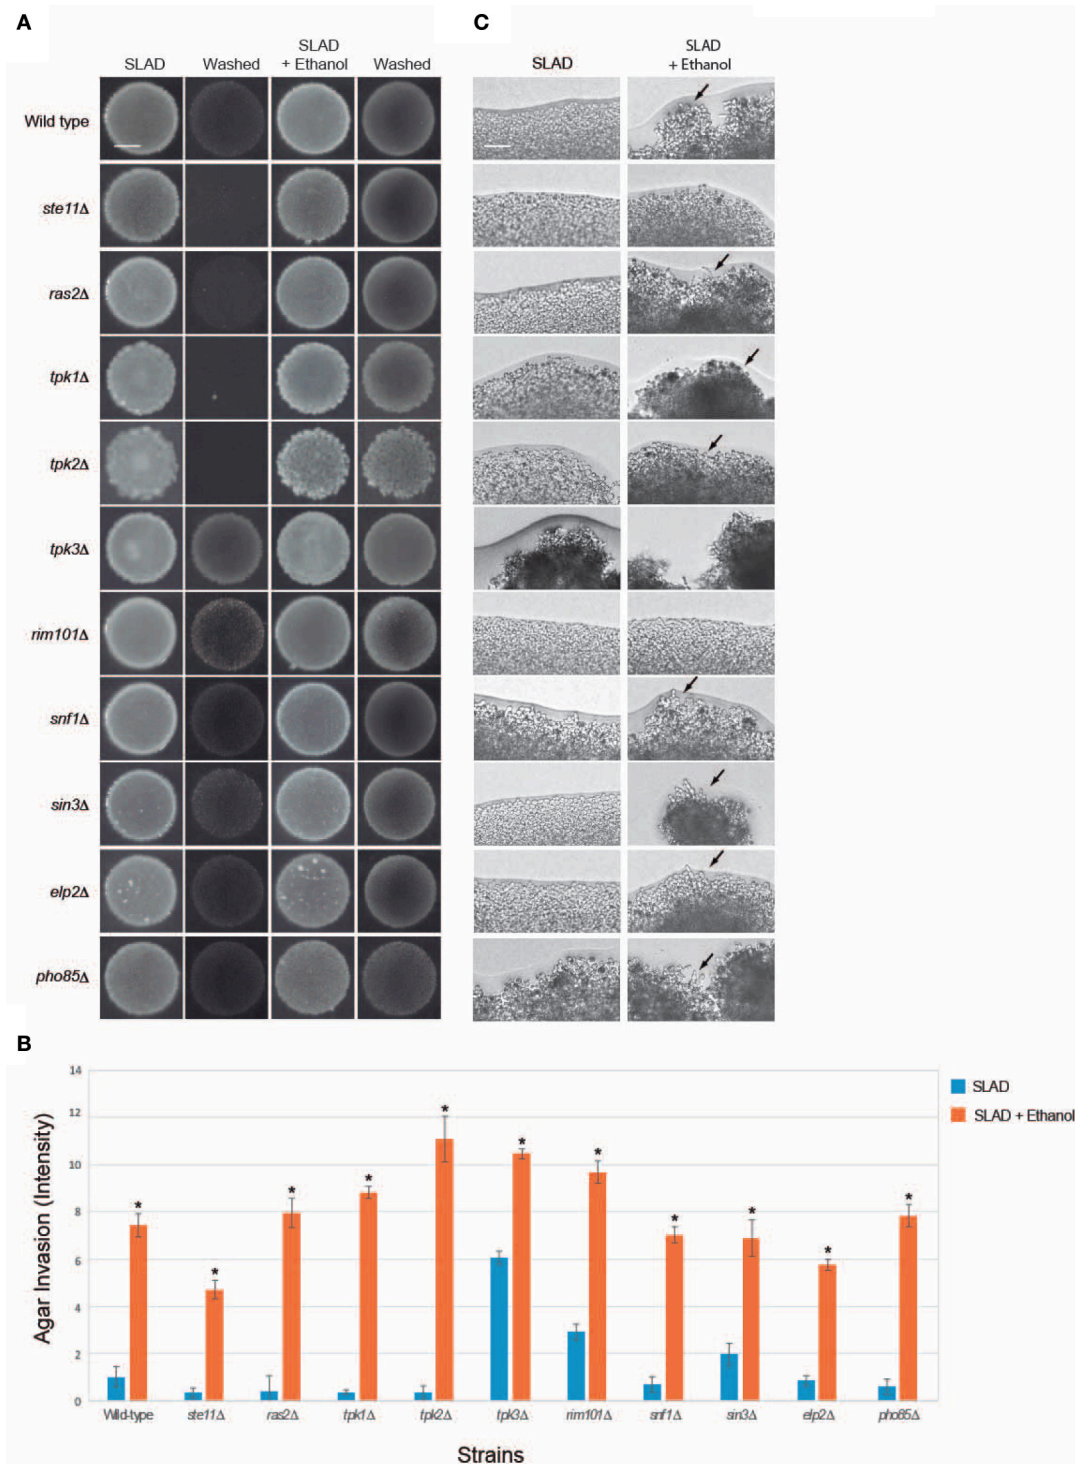 A
C
SLAD
Washed
SLAD
+ Ethanol
Washed
SLAD
SLAD
+ Ethanol
Wild type
ste11Δ
ras2Δ
tpk1Δ
tpk2Δ
tpk3Δ
rim101Δ
snf1Δ
sin3Δ
elp2Δ
pho85Δ
B
Agar Invasion (Intensity)
14
12
10
8
6
4
2
0
* * * * * * * * * * *
SLAD
SLAD + Ethanol
Wild-type ste11Δ ras2Δ tpk1Δ tpk2Δ tpk3Δ rim101Δ snf1Δ sin3Δ elp2Δ pho85Δ
Strains